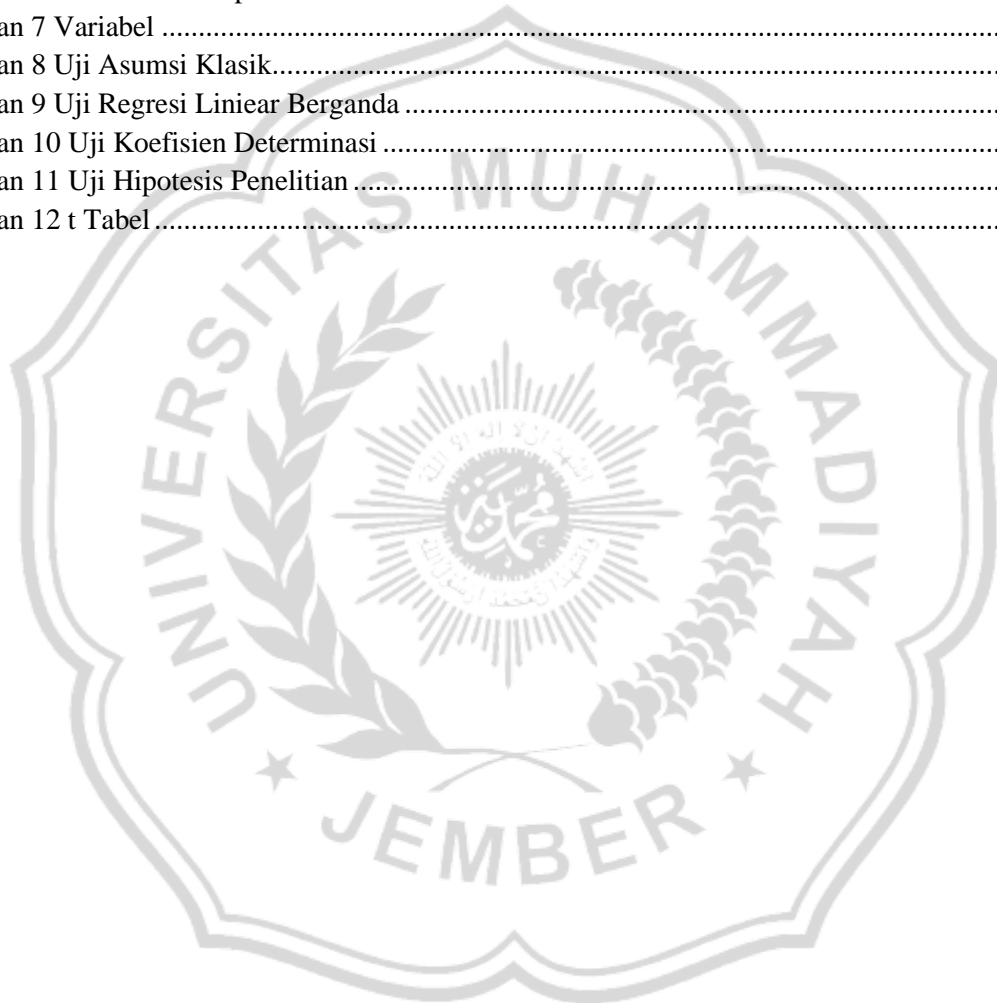 an 7 Variabel ....................................................................................................................
an 8 Uji Asumsi Klasik....................................................................................................
an 9 Uji Regresi Liniear Berganda ..................................................................................
an 10 Uji Koefisien Determinasi .....................................................................................
an 11 Uji Hipotesis Penelitian .........................................................................................
an 12 t Tabel .....................................................................................................................
UNIVERSITAS MUHAMMADIYAH
JEMBER